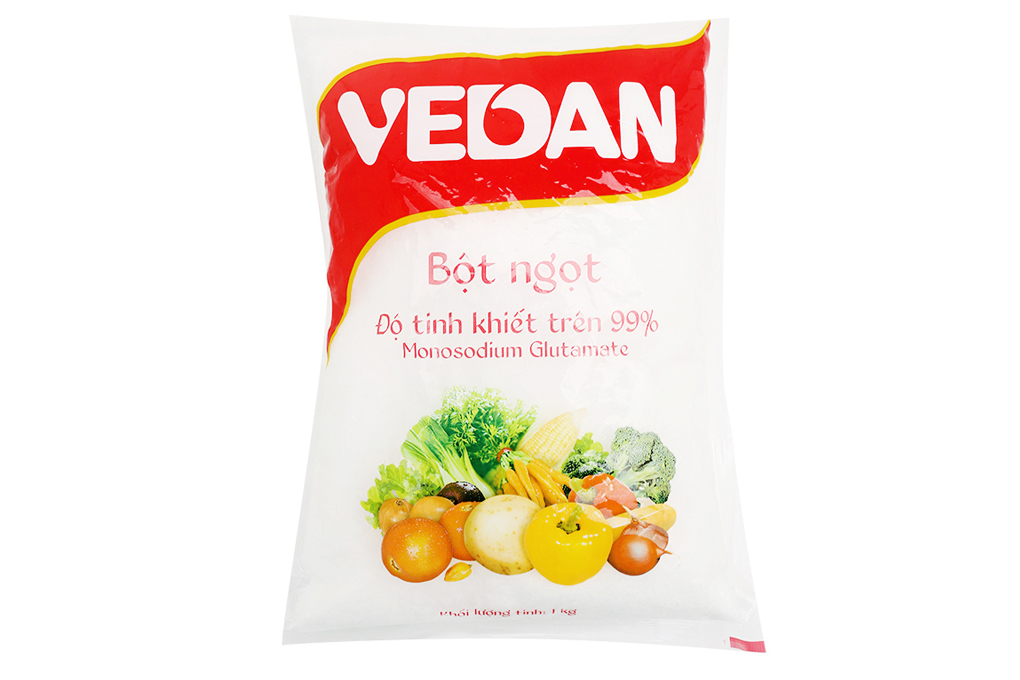 VEDAN
Bột ngọt
Độ tinh khiết trên 99%
Monosodium Glutamate
Khối lượng tịnh: 1 kg